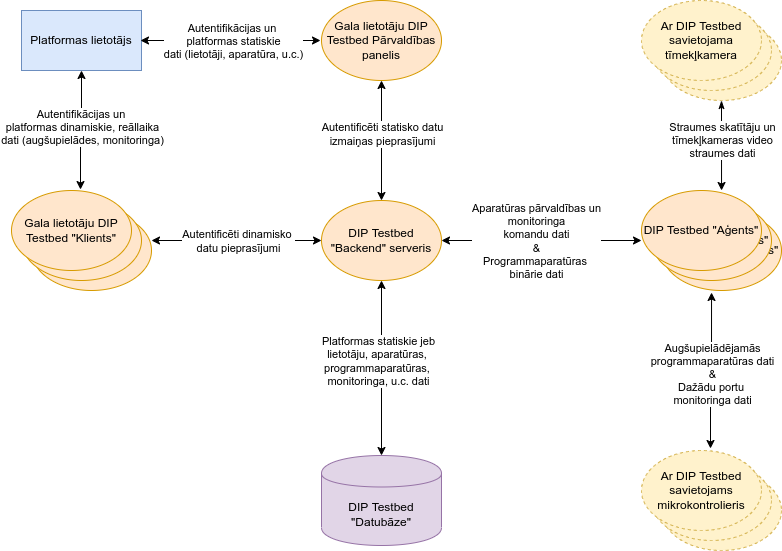 Platformas lietotājs
Autentifikācijas un
platformas statiskie
dati (lietotāji, aparatūra, u.c.)
Gala lietotāju DIP
Testbed Pārvaldības
panelis
Ar DIP Testbed
savietojama
tīmekļkamera
Autentifikācijas un
platformas dinamiskie, reāllaika
dati (augšupielādes, monitoringa)
Autentificēti statisko datu
izmaiņas pieprasījumi
Straumes skatītāju un
tīmekļkameras video
straumes dati
Gala lietotāju DIP
Testbed "Klients"
Autentificēti dinamisko
datu pieprasījumi
DIP Testbed
"Backend" serveris
Aparatūras pārvaldības un
monitoringa
komandu dati
&
Programmaparatūras
binārie dati
DIP Testbed "Aģents"
s"
s"
Platformas statiskie jeb
lietotāju, aparatūras,
programmaparatūras,
monitoringa, u.c. dati
Augšupielādējamās
programmaparatūras dati
&
Dažādu portu
monitoringa dati
DIP Testbed
"Datubāze"
Ar DIP Testbed
savietojams
mikrokontrolieris